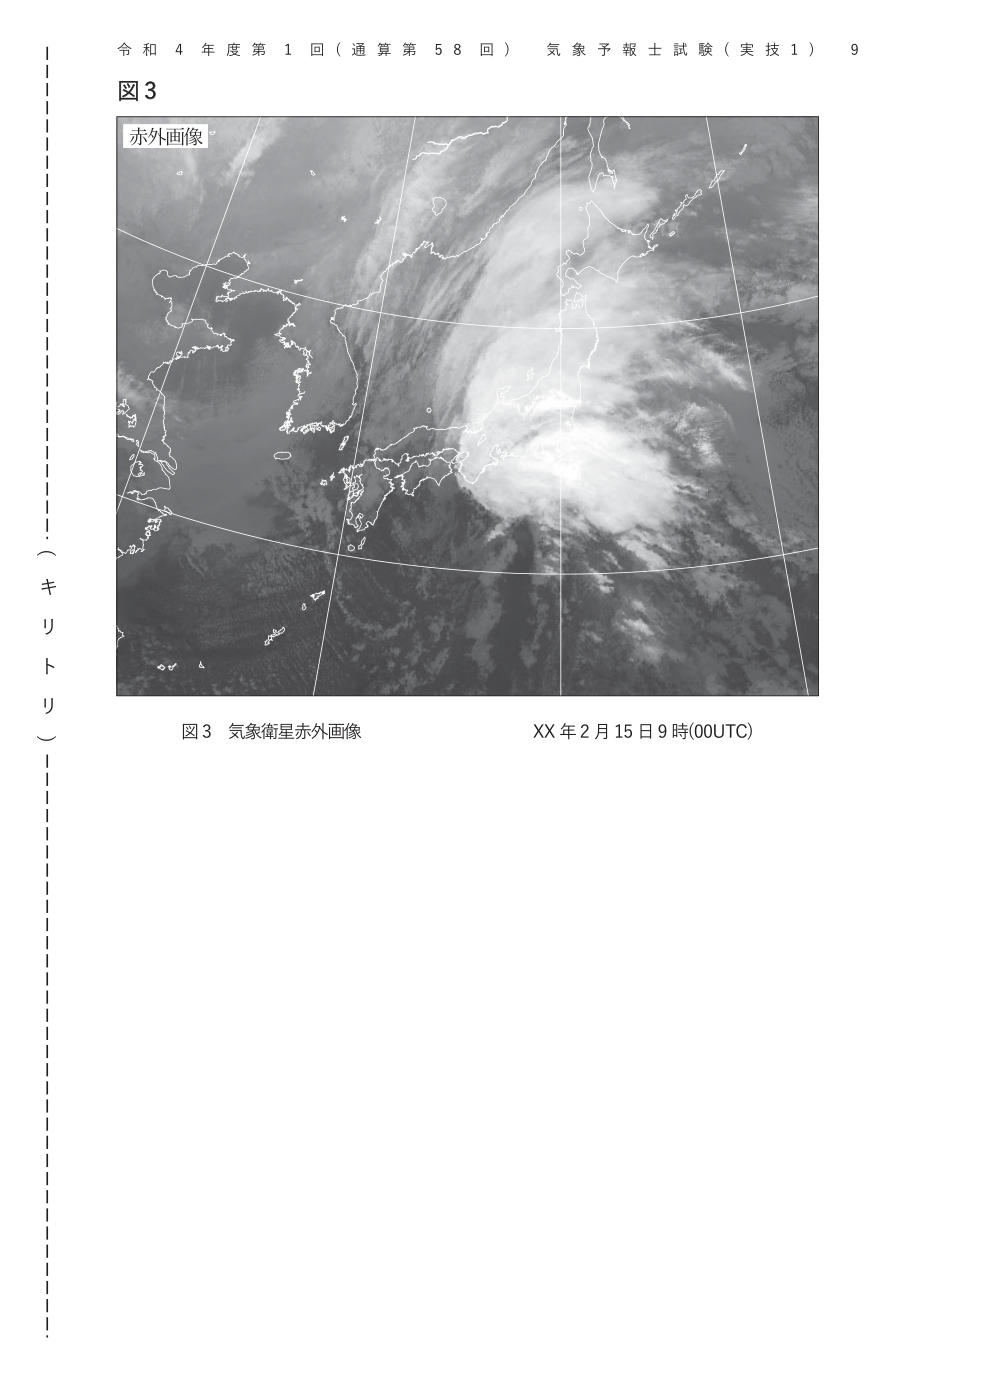 令和4年度第1回(通算第58回) 気象予報士試験(実技1) 9
図3
赤外画像
(キリトリ)
図3 気象衛星赤外画像 XX年2月15日9時(00UTC)